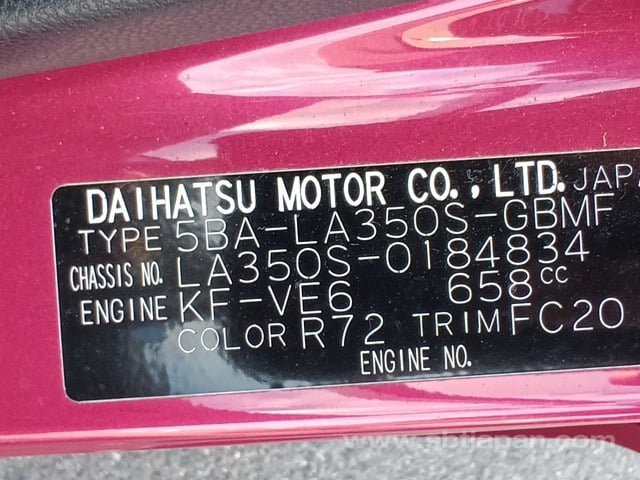 DAIHATSU MOTOR CO., LTD. JAPA
TYPE 5BA-LA350S-GBMF
CHASSIS NO. LA350S-0184834
ENGINE KF-VE6 658CC
COLOR R72 TRIM FC20
ENGINE NO.
www.sbijapan.com